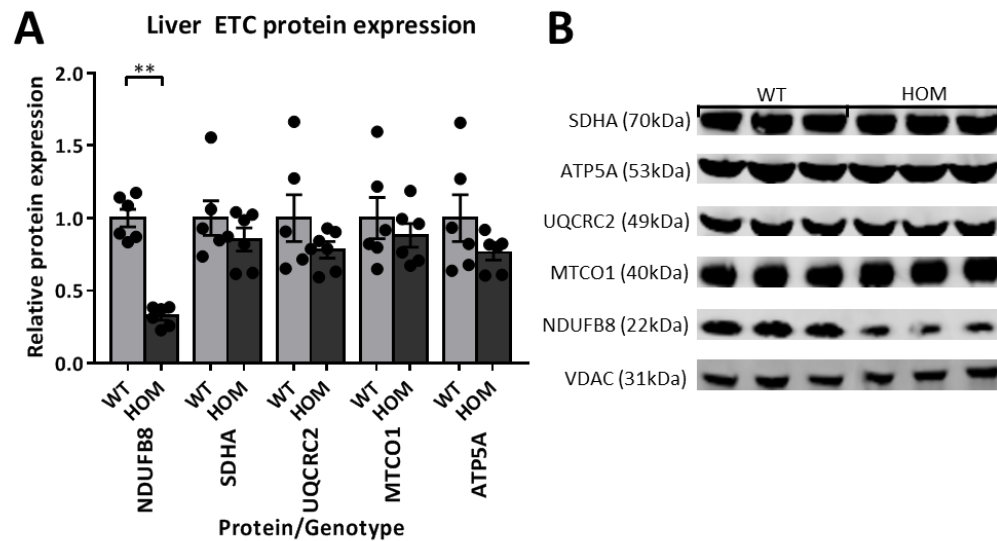 A
Liver ETC protein expression
Relative protein expression
2.0
1.5
1.0
0.5
0.0
**
WT HOM WT HOM WT HOM WT HOM WT HOM
NDUFB8 SDHA UQCRC2 MTCO1 ATP5A
Protein/Genotype
B
WT HOM
SDHA (70kDa)
ATP5A (53kDa)
UQCRC2 (49kDa)
MTCO1 (40kDa)
NDUFB8 (22kDa)
VDAC (31kDa)